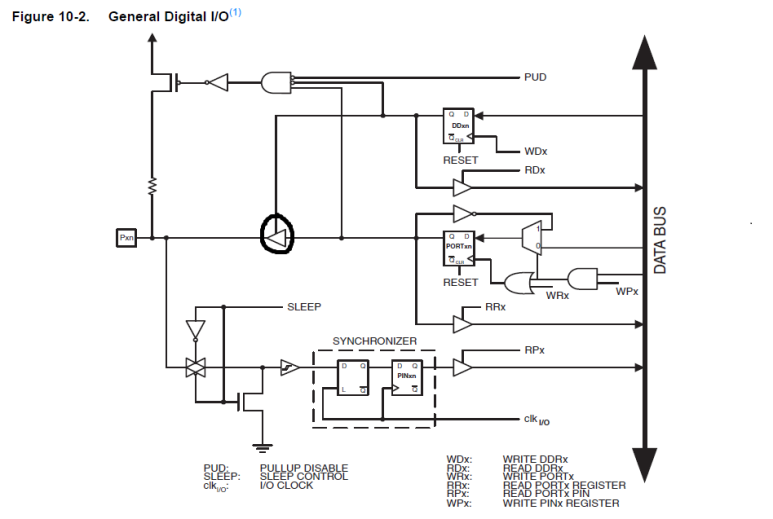 Figure 10-2. General Digital I/O(1)
PUD
Q D
DDxn
Q CLR
WDx
RESET
RDx
Pxn
1
Q D
PORTxn
0
Q CLR
DATA BUS
RESET
WRx
WPx
SLEEP
RRx
SYNCHRONIZER
RPx
D Q
D Q
PINxn
L Q
Q
clk I/O
PUD: PULLUP DISABLE
SLEEP: SLEEP CONTROL
clkI/O: I/O CLOCK
WDx: WRITE DDRx
RDx: READ DDRx
WRx: WRITE PORTx
RRx: READ PORTx REGISTER
RPx: READ PORTx PIN
WPx: WRITE PINx REGISTER